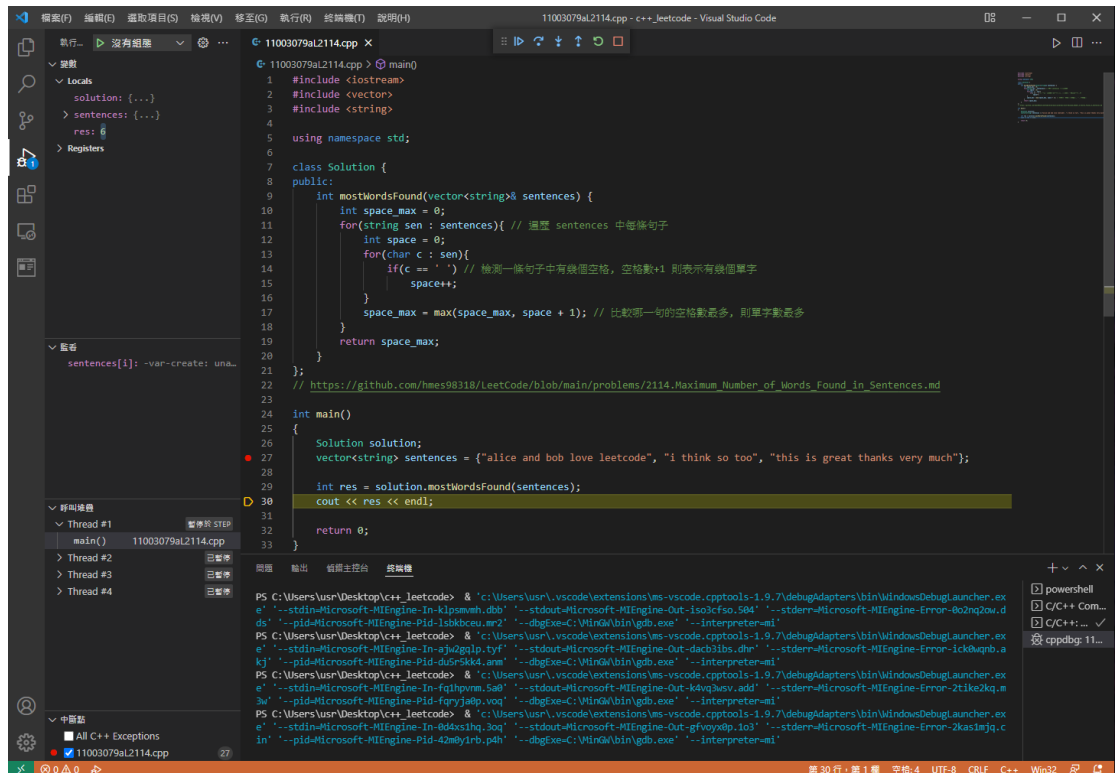 檔案(F) 編輯(E) 選取項目(S) 檢視(V) 移至(G) 執行(R) 終端機(T) 說明(H)
11003079aL2114.cpp - c++_leetcode - Visual Studio Code
執行... 沒有組態
變數
Locals
solution: {...}
sentences: {...}
res: 6
Registers
監看
sentences[i]: -var-create: una...
呼叫堆疊
Thread #1 暫停於 STEP
main() 11003079aL2114.cpp
Thread #2 已暫停
Thread #3 已暫停
Thread #4 已暫停
中斷點
All C++ Exceptions
11003079aL2114.cpp 27
11003079aL2114.cpp
11003079aL2114.cpp > main()
1 #include <iostream>
2 #include <vector>
3 #include <string>
4
5 using namespace std;
6
7 class Solution {
8 public:
9 int mostWordsFound(vector<string>& sentences) {
10 int space_max = 0;
11 for(string sen : sentences){ // 遍歷 sentences 中每條句子
12 int space = 0;
13 for(char c : sen){
14 if(c == ' ') // 檢測一條句子中有幾個空格, 空格數+1 則表示有幾個單字
15 space++;
16 }
17 space_max = max(space_max, space + 1); // 比較哪一句的空格數最多, 則單字數最多
18 }
19 return space_max;
20 }
21 };
22 // https://github.com/hmes98318/LeetCode/blob/main/problems/2114.Maximum_Number_of_Words_Found_in_Sentences.md
23
24 int main()
25 {
26 Solution solution;
27 vector<string> sentences = {"alice and bob love leetcode", "i think so too", "this is great thanks very much"};
28
29 int res = solution.mostWordsFound(sentences);
30 cout << res << endl;
31
32 return 0;
33 }
問題 輸出 偵錯主控台 終端機
PS C:\Users\usr\Desktop\c++_leetcode> & 'c:\Users\usr\.vscode\extensions\ms-vscode.cpptools-1.9.7\debugAdapters\bin\WindowsDebugLauncher.ex
e' '--stdin=Microsoft-MIEngine-In-klpsmvmh.dbb' '--stdout=Microsoft-MIEngine-Out-iso3cfso.504' '--stderr=Microsoft-MIEngine-Error-0o2nq2ow.d
ds' '--pid=Microsoft-MIEngine-Pid-lsbkbceu.mr2' '--dbgExe=C:\MinGW\bin\gdb.exe' '--interpreter=mi'
PS C:\Users\usr\Desktop\c++_leetcode> & 'c:\Users\usr\.vscode\extensions\ms-vscode.cpptools-1.9.7\debugAdapters\bin\WindowsDebugLauncher.ex
e' '--stdin=Microsoft-MIEngine-In-ajw2gqlp.tyf' '--stdout=Microsoft-MIEngine-Out-dacb3ibs.dhr' '--stderr=Microsoft-MIEngine-Error-ick0wqnb.a
kj' '--pid=Microsoft-MIEngine-Pid-du5r5kk4.anm' '--dbgExe=C:\MinGW\bin\gdb.exe' '--interpreter=mi'
PS C:\Users\usr\Desktop\c++_leetcode> & 'c:\Users\usr\.vscode\extensions\ms-vscode.cpptools-1.9.7\debugAdapters\bin\WindowsDebugLauncher.ex
e' '--stdin=Microsoft-MIEngine-In-fq1hpvnm.5a0' '--stdout=Microsoft-MIEngine-Out-k4vq3wsv.add' '--stderr=Microsoft-MIEngine-Error-2tike2kq.m
3w' '--pid=Microsoft-MIEngine-Pid-fqryja0p.voq' '--dbgExe=C:\MinGW\bin\gdb.exe' '--interpreter=mi'
PS C:\Users\usr\Desktop\c++_leetcode> & 'c:\Users\usr\.vscode\extensions\ms-vscode.cpptools-1.9.7\debugAdapters\bin\WindowsDebugLauncher.ex
e' '--stdin=Microsoft-MIEngine-In-0d4xs1hq.3oq' '--stdout=Microsoft-MIEngine-Out-gfvoyx0p.1o3' '--stderr=Microsoft-MIEngine-Error-2kas1mjq.c
in' '--pid=Microsoft-MIEngine-Pid-42m0y1rb.p4h' '--dbgExe=C:\MinGW\bin\gdb.exe' '--interpreter=mi'
powershell
C/C++ Com...
C/C++: ...
cppdbg: 11...
0 0 第 30 行，第 1 欄 空格: 4 UTF-8 CRLF C++ Win32